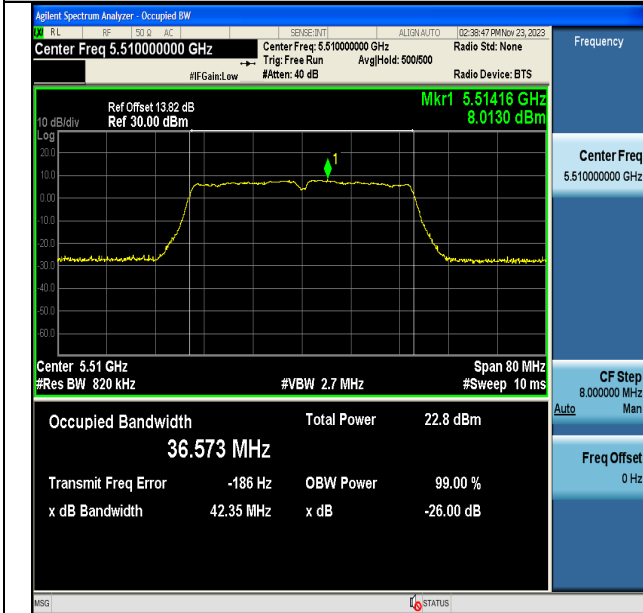 Agilent Spectrum Analyzer - Occupied BW
RL RF 50 Ω AC SENSE:INT ALIGN AUTO 02:38:47 PM Nov 23, 2023
Center Freq 5.510000000 GHz
Center Freq: 5.510000000 GHz
Radio Std: None
Trig: Free Run Avg|Hold: 500/500
#IFGain:Low #Atten: 40 dB Radio Device: BTS
Ref Offset 13.82 dB
Mkr1 5.51416 GHz
10 dB/div Ref 30.00 dBm 8.0130 dBm
Log
20.0
10.0
0.00
-10.0
-20.0
-30.0
-40.0
-50.0
-60.0
1
Center 5.51 GHz Span 80 MHz
#Res BW 820 kHz #VBW 2.7 MHz #Sweep 10 ms
Occupied Bandwidth Total Power 22.8 dBm
36.573 MHz
Transmit Freq Error -186 Hz OBW Power 99.00 %
x dB Bandwidth 42.35 MHz x dB -26.00 dB
MSG STATUS
Frequency
Center Freq
5.510000000 GHz
CF Step
8.000000 MHz
Auto Man
Freq Offset
0 Hz